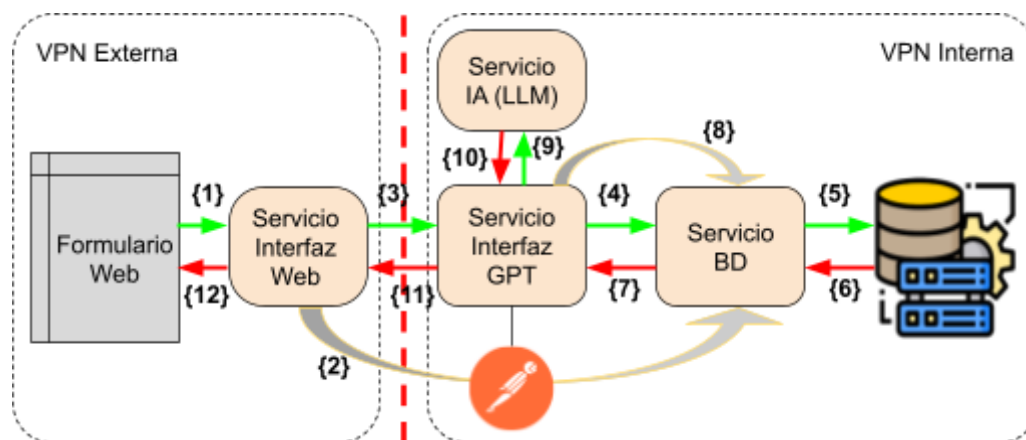 VPN Externa
VPN Interna
Servicio
IA (LLM)
{10}
{9}
{8}
{1}
{3}
{4}
{5}
Formulario
Web
Servicio
Interfaz
Web
Servicio
Interfaz
GPT
Servicio
BD
{12}
{11}
{7}
{6}
{2}